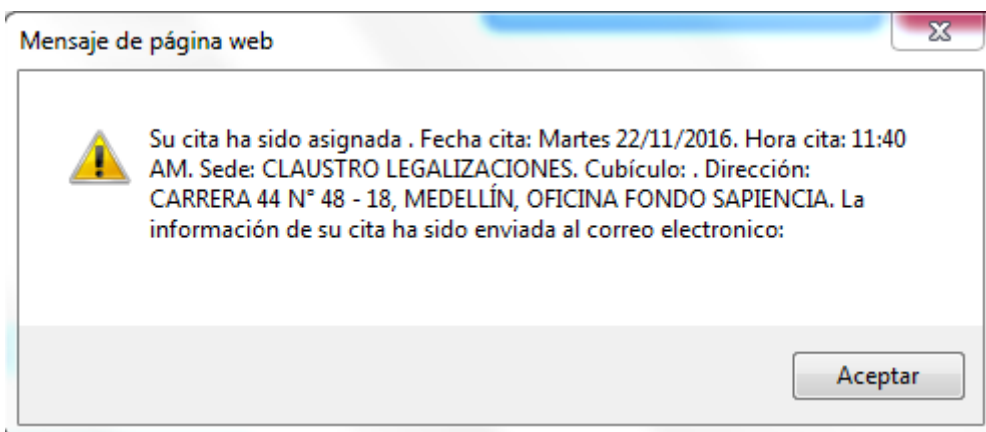 Mensaje de página web
Su cita ha sido asignada . Fecha cita: Martes 22/11/2016. Hora cita: 11:40
AM. Sede: CLAUSTRO LEGALIZACIONES. Cubículo: . Dirección:
CARRERA 44 N° 48 - 18, MEDELLÍN, OFICINA FONDO SAPIENCIA. La
información de su cita ha sido enviada al correo electronico:
Aceptar